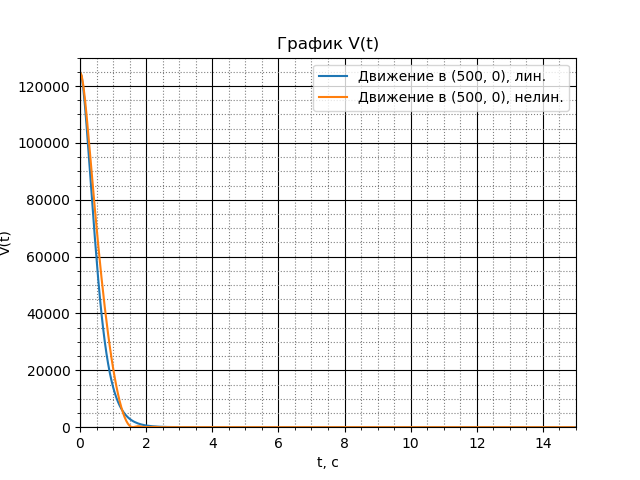 График V(t)
Движение в (500, 0), лин.
Движение в (500, 0), нелин.
V(t)
120000
100000
80000
60000
40000
20000
0
0 2 4 6 8 10 12 14
t, с